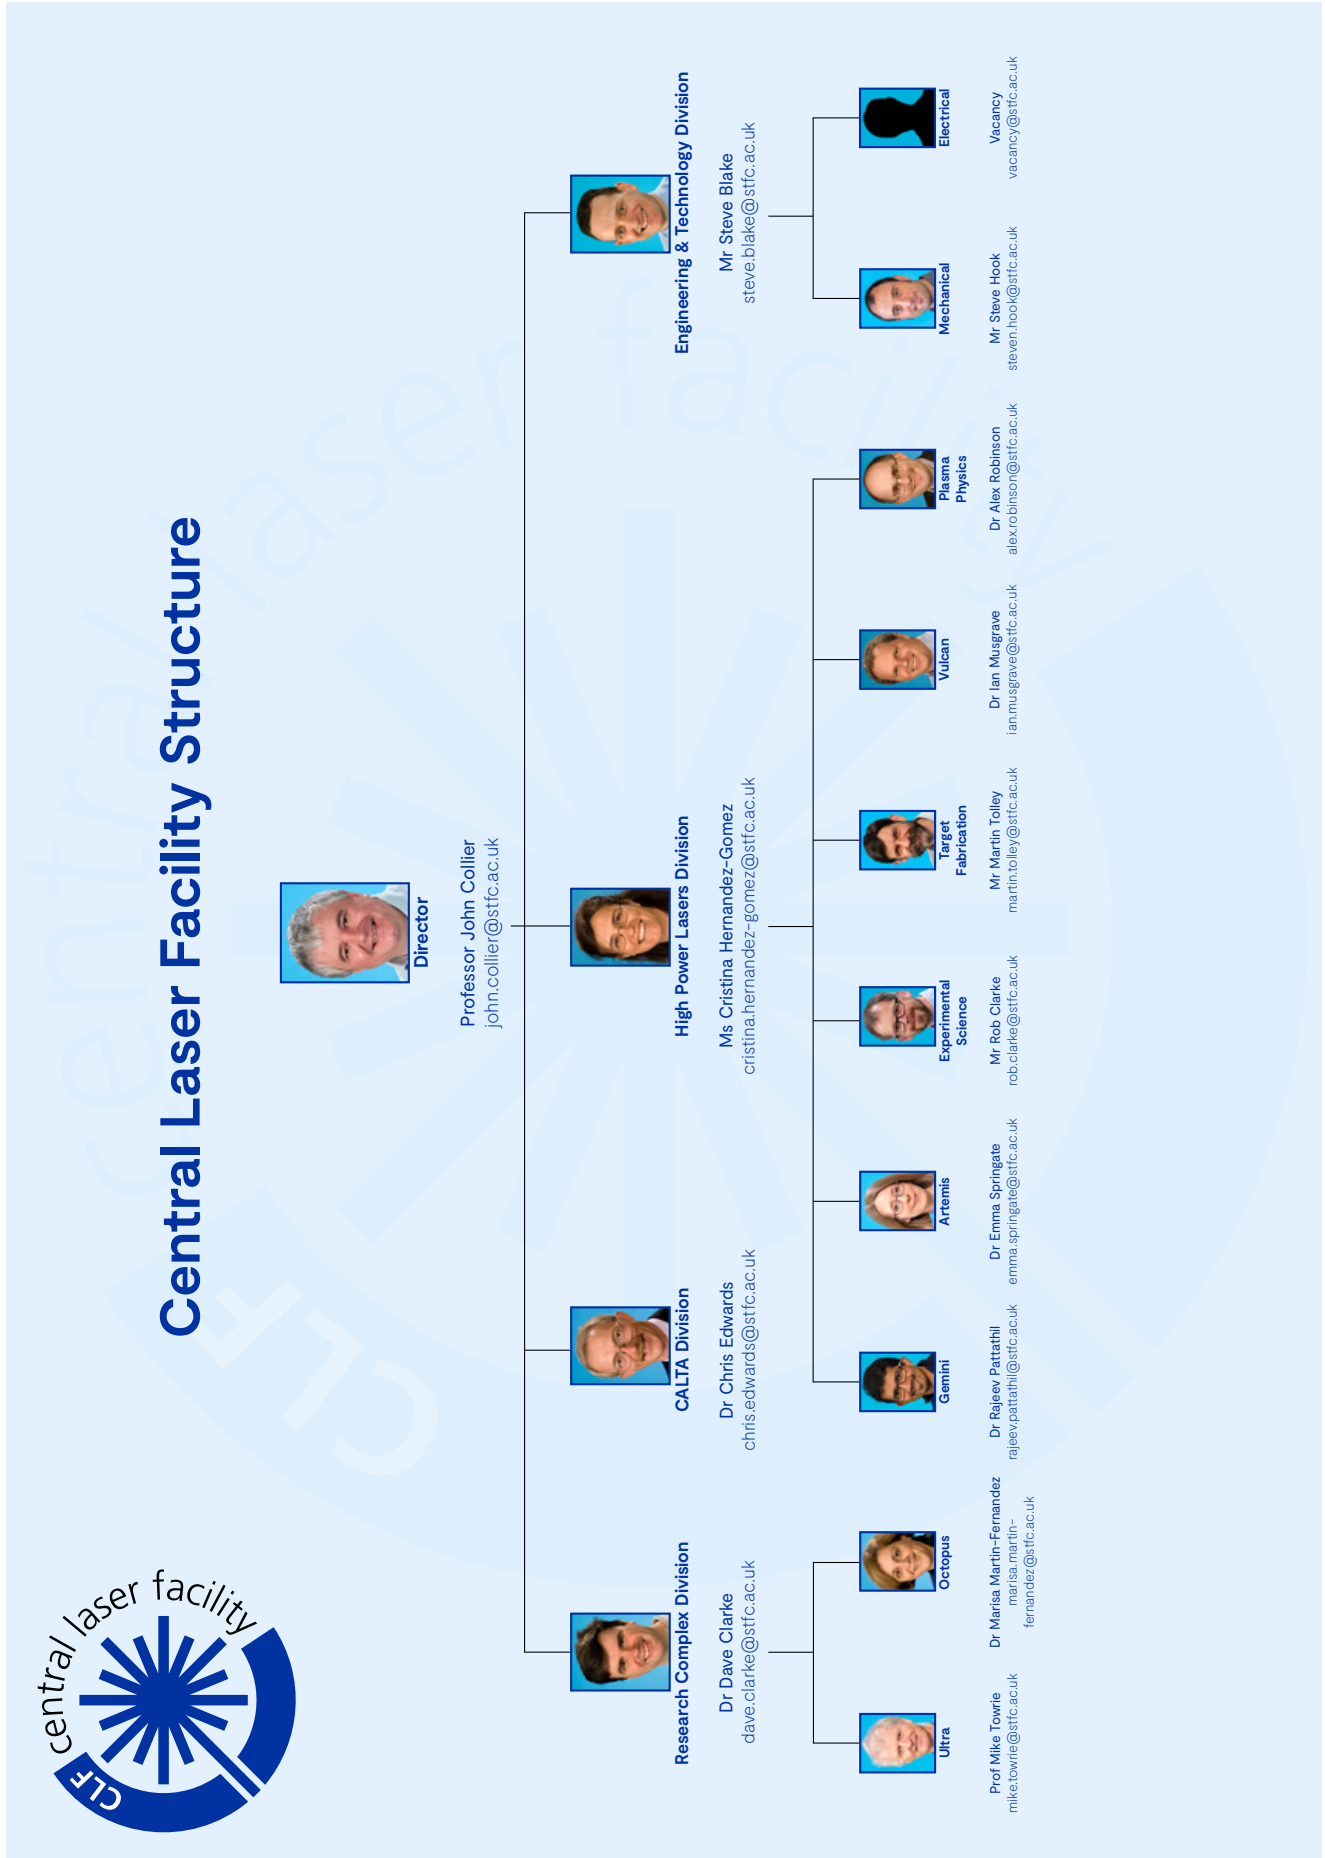 CLF central laser facility
Central Laser Facility Structure
Director
Professor John Collier
john.collier@stfc.ac.uk
Research Complex Division
Dr Dave Clarke
dave.clarke@stfc.ac.uk
CALTA Division
Dr Chris Edwards
chris.edwards@stfc.ac.uk
High Power Lasers Division
Ms Cristina Hernandez-Gomez
cristina.hernandez-gomez@stfc.ac.uk
Engineering & Technology Division
Mr Steve Blake
steve.blake@stfc.ac.uk
Ultra
Prof Mike Towrie
mike.towrie@stfc.ac.uk
Octopus
Dr Marisa Martin-Fernandez
marisa.martin-
fernandez@stfc.ac.uk
Gemini
Dr Rajeev Pattathil
rajeev.pattathil@stfc.ac.uk
Artemis
Dr Emma Springate
emma.springate@stfc.ac.uk
Experimental
Science
Mr Rob Clarke
rob.clarke@stfc.ac.uk
Target
Fabrication
Mr Martin Tolley
martin.tolley@stfc.ac.uk
Vulcan
Dr Ian Musgrave
ian.musgrave@stfc.ac.uk
Plasma
Physics
Dr Alex Robinson
alex.robinson@stfc.ac.uk
Mechanical
Mr Steve Hook
steven.hook@stfc.ac.uk
Electrical
Vacancy
vacancy@stfc.ac.uk
CLF central laser facility